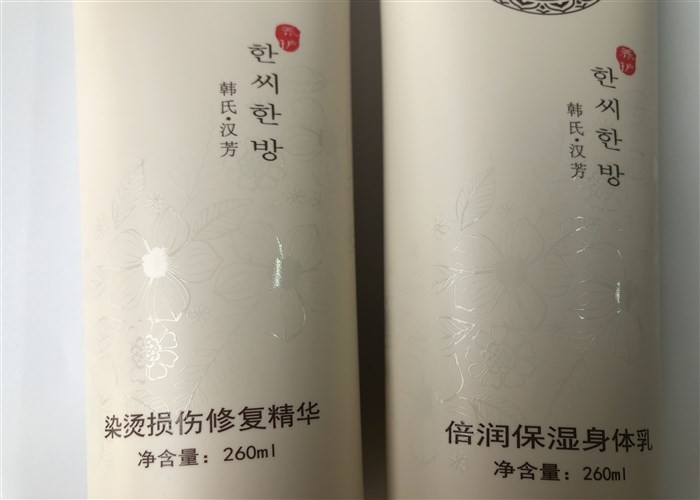 한씨한방
韩氏·汉芳
染烫损伤修复精华
净含量：260ml
한씨한방
韩氏·汉芳
倍润保湿身体乳
净含量：260ml